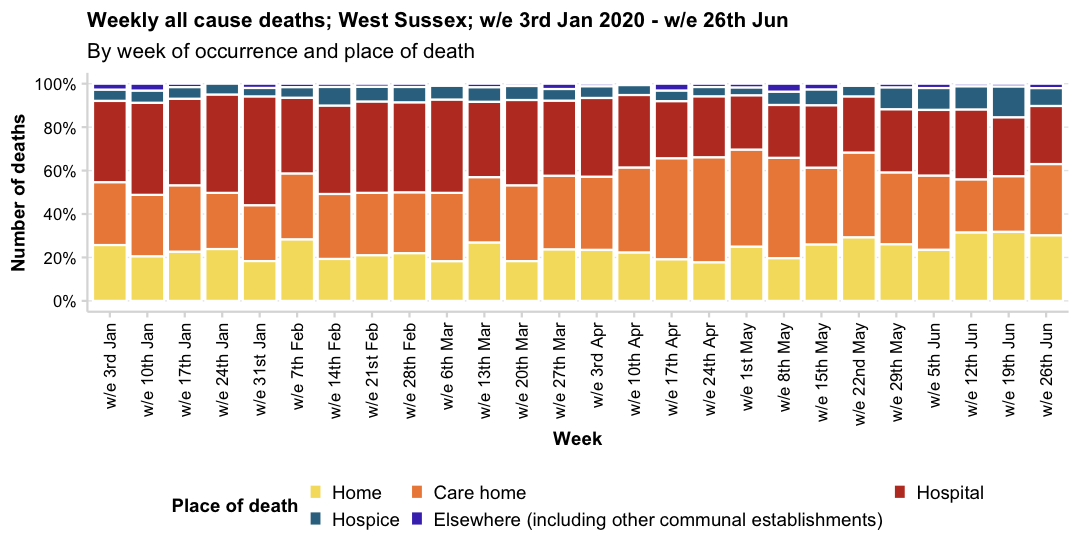 Weekly all cause deaths; West Sussex; w/e 3rd Jan 2020 - w/e 26th Jun
By week of occurrence and place of death
Number of deaths
100%
80%
60%
40%
20%
0%
w/e 3rd Jan
w/e 10th Jan
w/e 17th Jan
w/e 24th Jan
w/e 31st Jan
w/e 7th Feb
w/e 14th Feb
w/e 21st Feb
w/e 28th Feb
w/e 6th Mar
w/e 13th Mar
w/e 20th Mar
w/e 27th Mar
w/e 3rd Apr
w/e 10th Apr
w/e 17th Apr
w/e 24th Apr
w/e 1st May
w/e 8th May
w/e 15th May
w/e 22nd May
w/e 29th May
w/e 5th Jun
w/e 12th Jun
w/e 19th Jun
w/e 26th Jun
Week
Place of death
Home
Care home
Hospital
Hospice
Elsewhere (including other communal establishments)